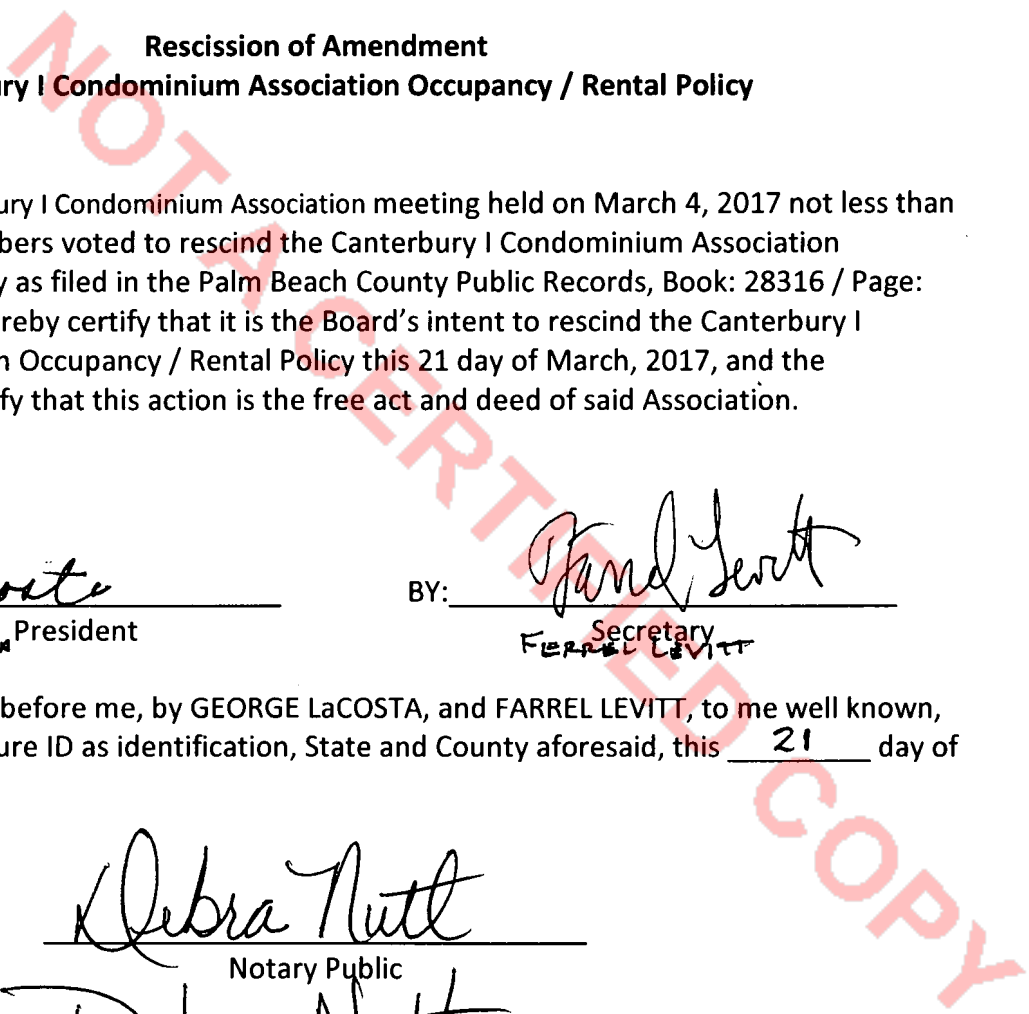 Rescission of Amendment
ry I Condominium Association Occupancy / Rental Policy
ury I Condominium Association meeting held on March 4, 2017 not less than
bers voted to rescind the Canterbury I Condominium Association
y as filed in the Palm Beach County Public Records, Book: 28316 / Page:
reby certify that it is the Board's intent to rescind the Canterbury I
n Occupancy / Rental Policy this 21 day of March, 2017, and the
fy that this action is the free act and deed of said Association.
BY: Levitt
President
Secretary
FERREL LEVITT
before me, by GEORGE LaCOSTA, and FARREL LEVITT, to me well known,
ure ID as identification, State and County aforesaid, this 21 day of
Debra Nutt
Notary Public
NOT A CERTIFIED COPY